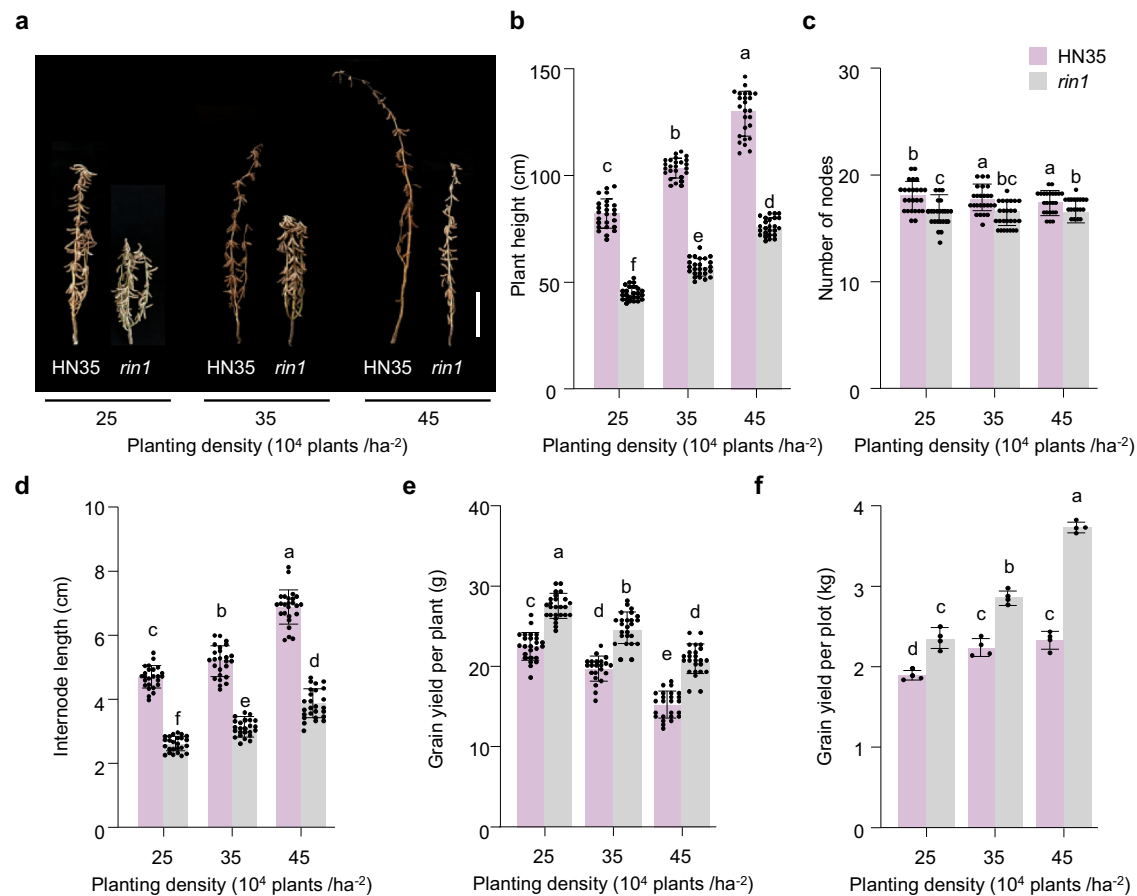 a
HN35 rin1 HN35 rin1 HN35 rin1
25 35 45
Planting density (10⁴ plants /ha⁻²)
b
Plant height (cm)
150
100
50
0
c
f
b
e
a
d
25 35 45
Planting density (10⁴ plants /ha⁻²)
c
HN35
rin1
Number of nodes
30
20
10
0
b
c
a
bc
a
b
25 35 45
Planting density (10⁴ plants /ha⁻²)
d
Internode length (cm)
10
8
6
4
2
0
c
f
b
e
a
d
25 35 45
Planting density (10⁴ plants /ha⁻²)
e
Grain yield per plant (g)
40
30
20
10
0
c
a
d
b
e
d
25 35 45
Planting density (10⁴ plants /ha⁻²)
f
Grain yield per plot (kg)
4
3
2
1
0
d
c
c
b
c
a
25 35 45
Planting density (10⁴ plants /ha⁻²)